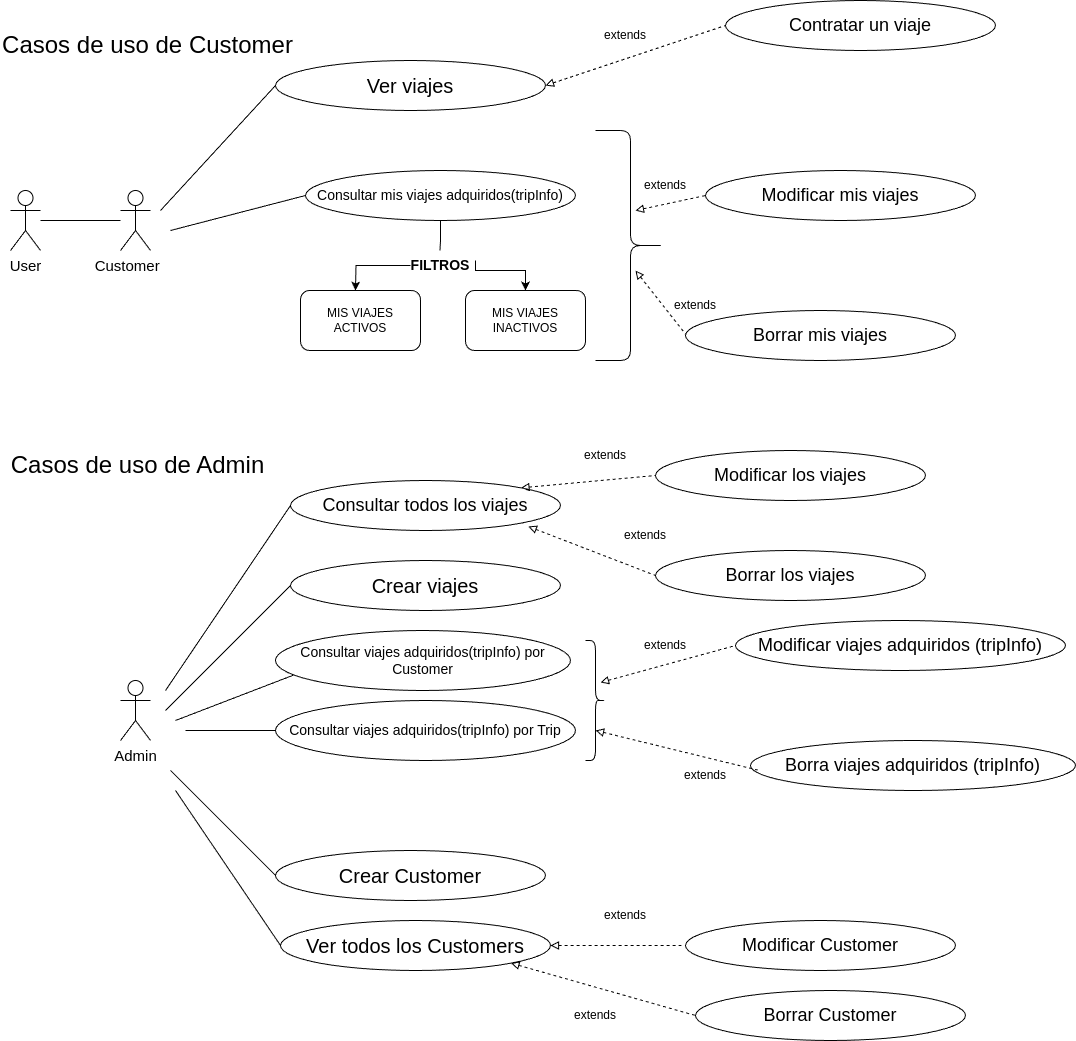 Casos de uso de Customer
Contratar un viaje
extends
Ver viajes
extends
Modificar mis viajes
Consultar mis viajes adquiridos(tripInfo)
User
Customer
FILTROS
MIS VIAJES
ACTIVOS
MIS VIAJES
INACTIVOS
extends
Borrar mis viajes
Casos de uso de Admin
extends
Modificar los viajes
Consultar todos los viajes
extends
Borrar los viajes
Crear viajes
extends
Modificar viajes adquiridos (tripInfo)
Consultar viajes adquiridos(tripInfo) por
Customer
Consultar viajes adquiridos(tripInfo) por Trip
Admin
Borra viajes adquiridos (tripInfo)
extends
Crear Customer
extends
Ver todos los Customers
Modificar Customer
extends
Borrar Customer